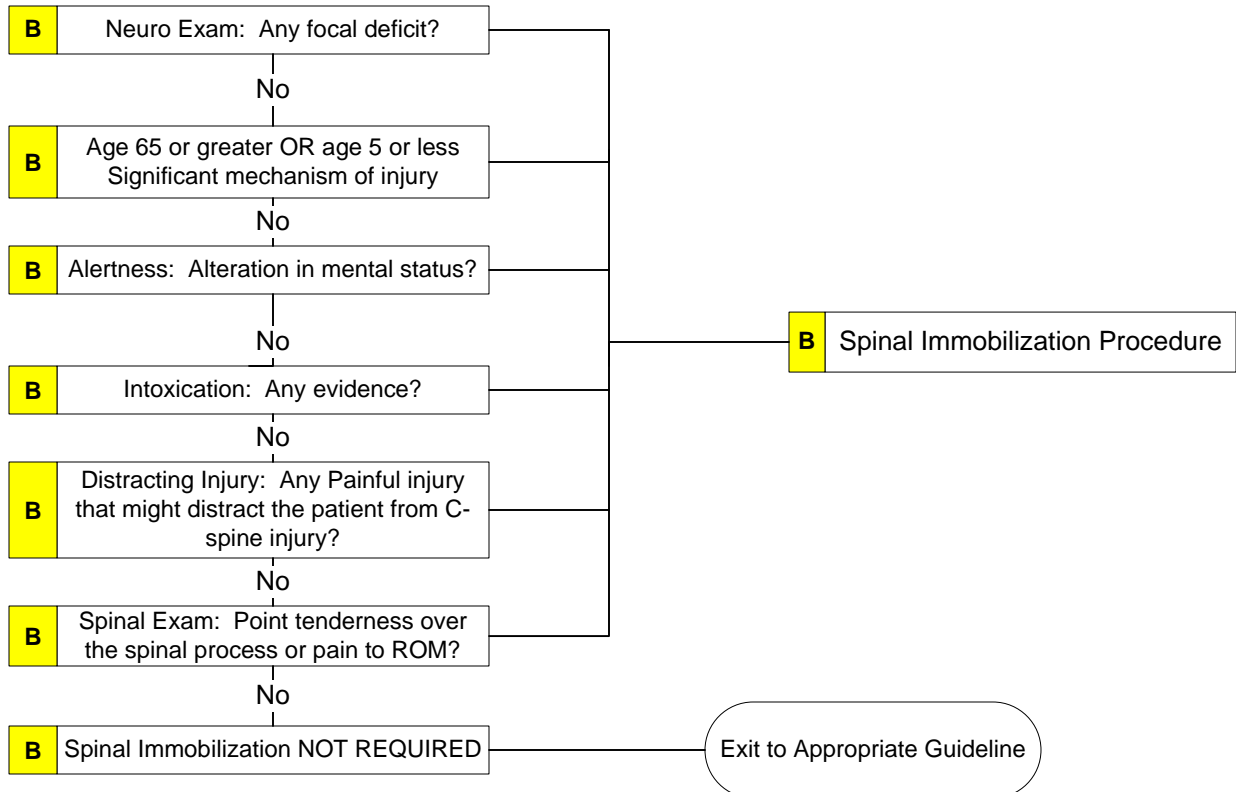 B Neuro Exam: Any focal deficit?
No
B Age 65 or greater OR age 5 or less
Significant mechanism of injury
No
B Alertness: Alteration in mental status?
No
B Spinal Immobilization Procedure
B Intoxication: Any evidence?
No
B Distracting Injury: Any Painful injury
that might distract the patient from C-
spine injury?
No
B Spinal Exam: Point tenderness over
the spinal process or pain to ROM?
No
B Spinal Immobilization NOT REQUIRED
Exit to Appropriate Guideline